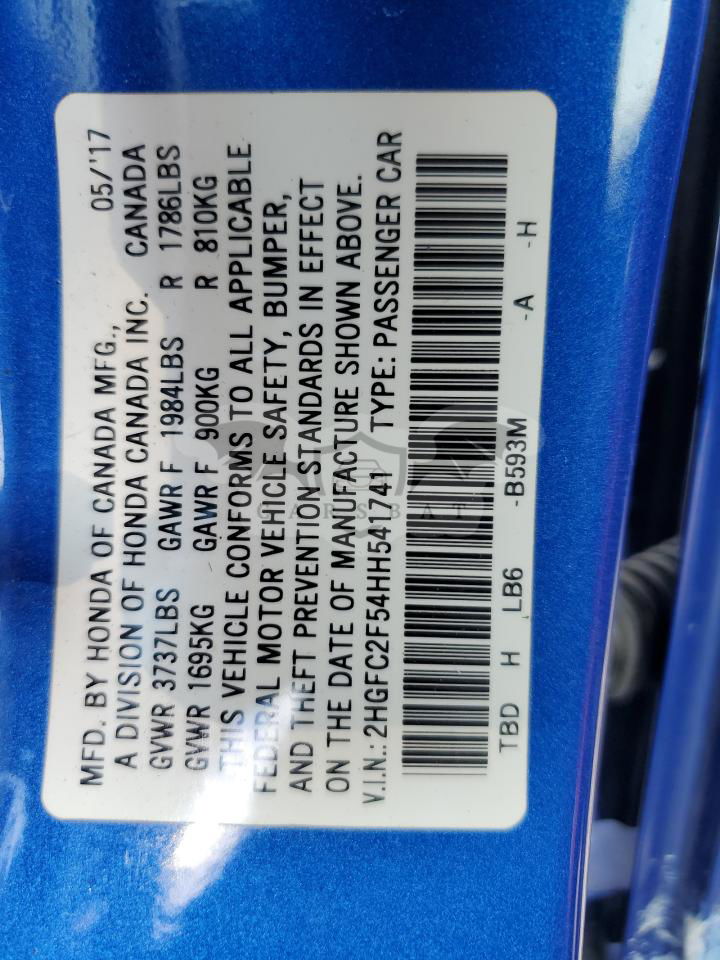 MFD. BY HONDA OF CANADA MFG., 05/'17
A DIVISION OF HONDA CANADA INC. CANADA
GVWR 3737LBS GAWR F 1984LBS R 1786LBS
GVWR 1695KG GAWR F 900KG R 810KG
THIS VEHICLE CONFORMS TO ALL APPLICABLE
FEDERAL MOTOR VEHICLE SAFETY, BUMPER,
AND THEFT PREVENTION STANDARDS IN EFFECT
ON THE DATE OF MANUFACTURE SHOWN ABOVE.
V.I.N.: 2HGFC2F54HH541741 TYPE: PASSENGER CAR
TBD H LB6 -B593M -A -H
CARSBAT